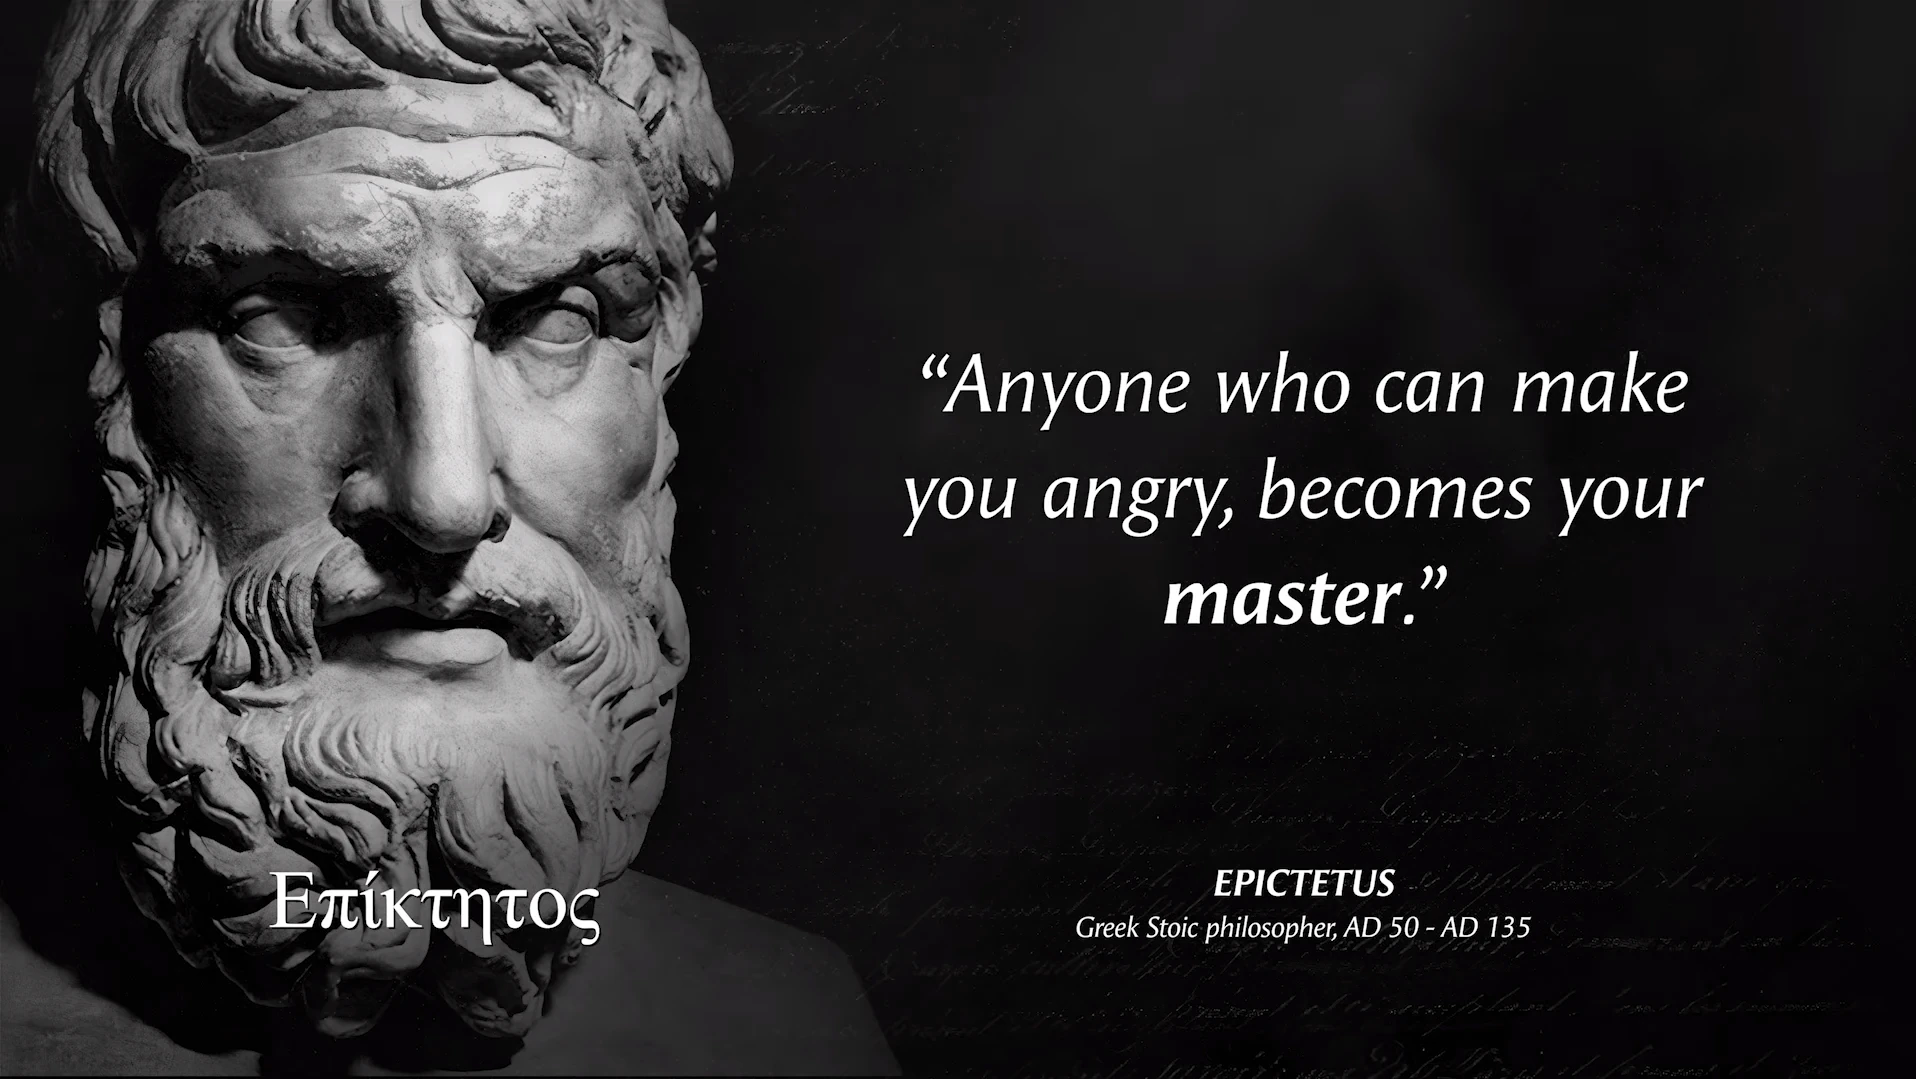 “Anyone who can make
you angry, becomes your
master.”
Επίκτητος
EPICTETUS
Greek Stoic philosopher, AD 50 - AD 135